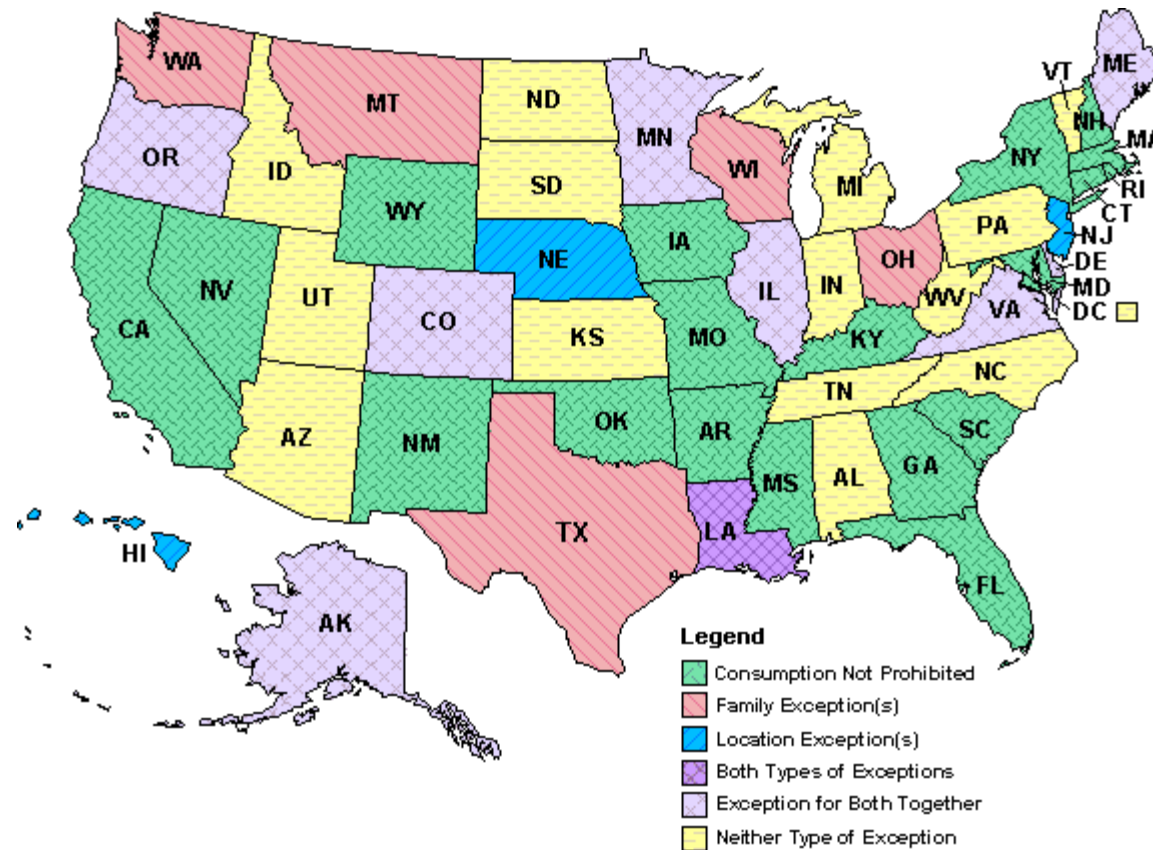 WA
MT
ND
MN
ME
VT
NH
MA
OR
ID
SD
WI
MI
NY
RI
CT
WY
IA
PA
NJ
NE
OH
DE
NV
UT
CO
IL
IN
WV
MD
VA
DC
CA
KS
MO
KY
NC
TN
AZ
NM
OK
AR
SC
MS
AL
GA
TX
LA
HI
FL
AK
Legend
Consumption Not Prohibited
Family Exception(s)
Location Exception(s)
Both Types of Exceptions
Exception for Both Together
Neither Type of Exception